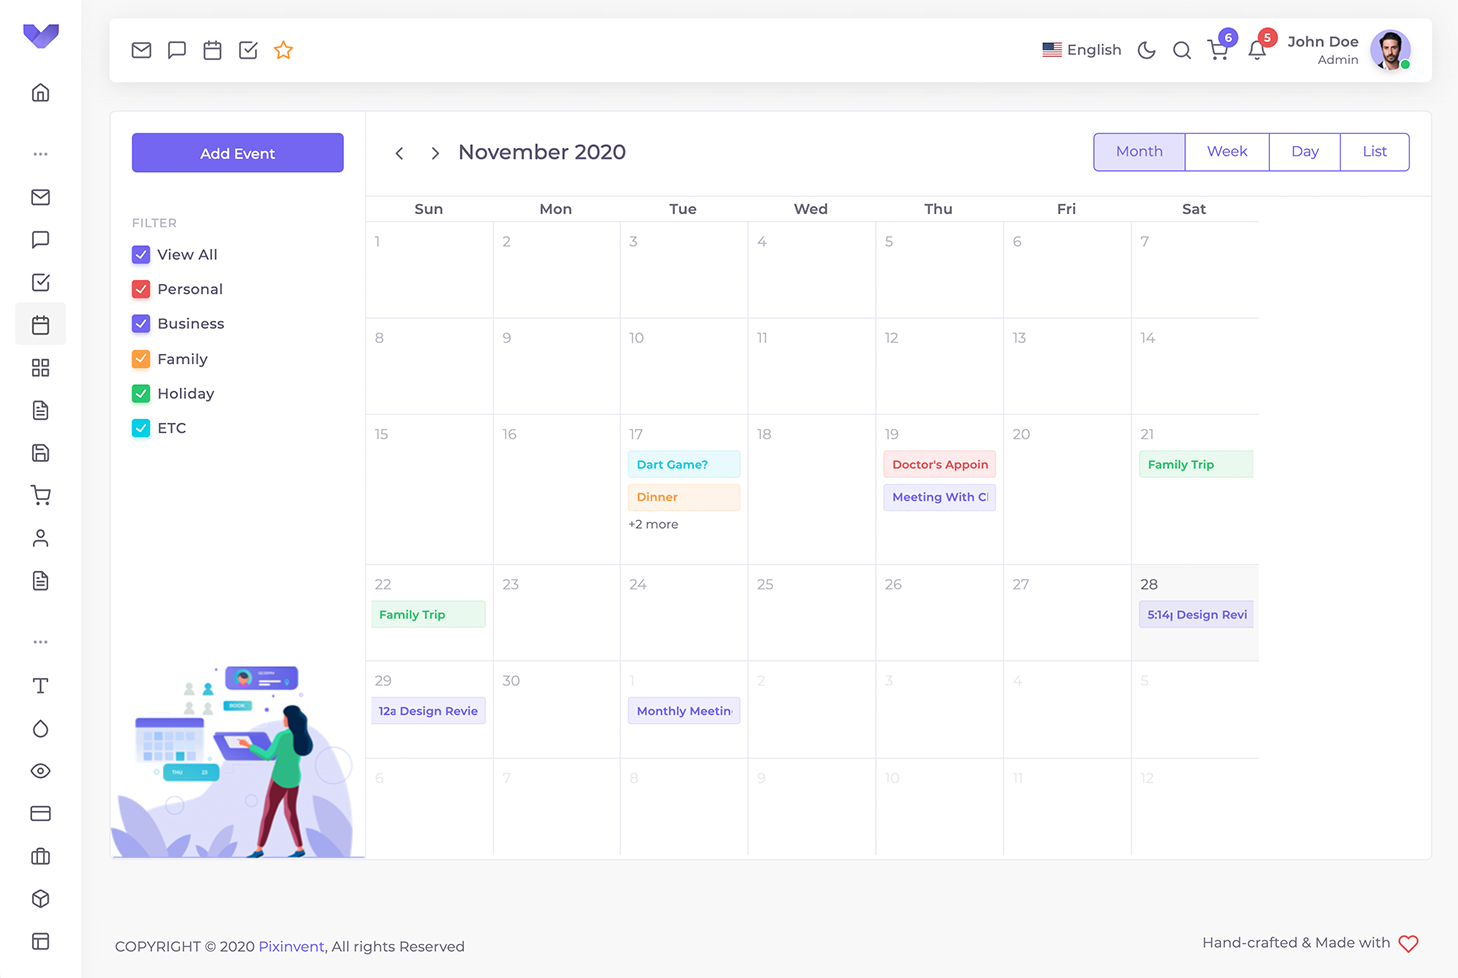 English
6
5
John Doe
Admin
Add Event
November 2020
Month
Week
Day
List
FILTER
View All
Personal
Business
Family
Holiday
ETC
Sun Mon Tue Wed Thu Fri Sat
1 2 3 4 5 6 7
8 9 10 11 12 13 14
15 16 17 18 19 20 21
Dart Game? Doctor's Appoin Family Trip
Dinner Meeting With Cl
+2 more
22 23 24 25 26 27 28
Family Trip 5:14p Design Revi
29 30 1 2 3 4 5
12a Design Revie Monthly Meetin
6 7 8 9 10 11 12
BOOK
THU 23
COPYRIGHT © 2020 Pixinvent, All rights Reserved
Hand-crafted & Made with